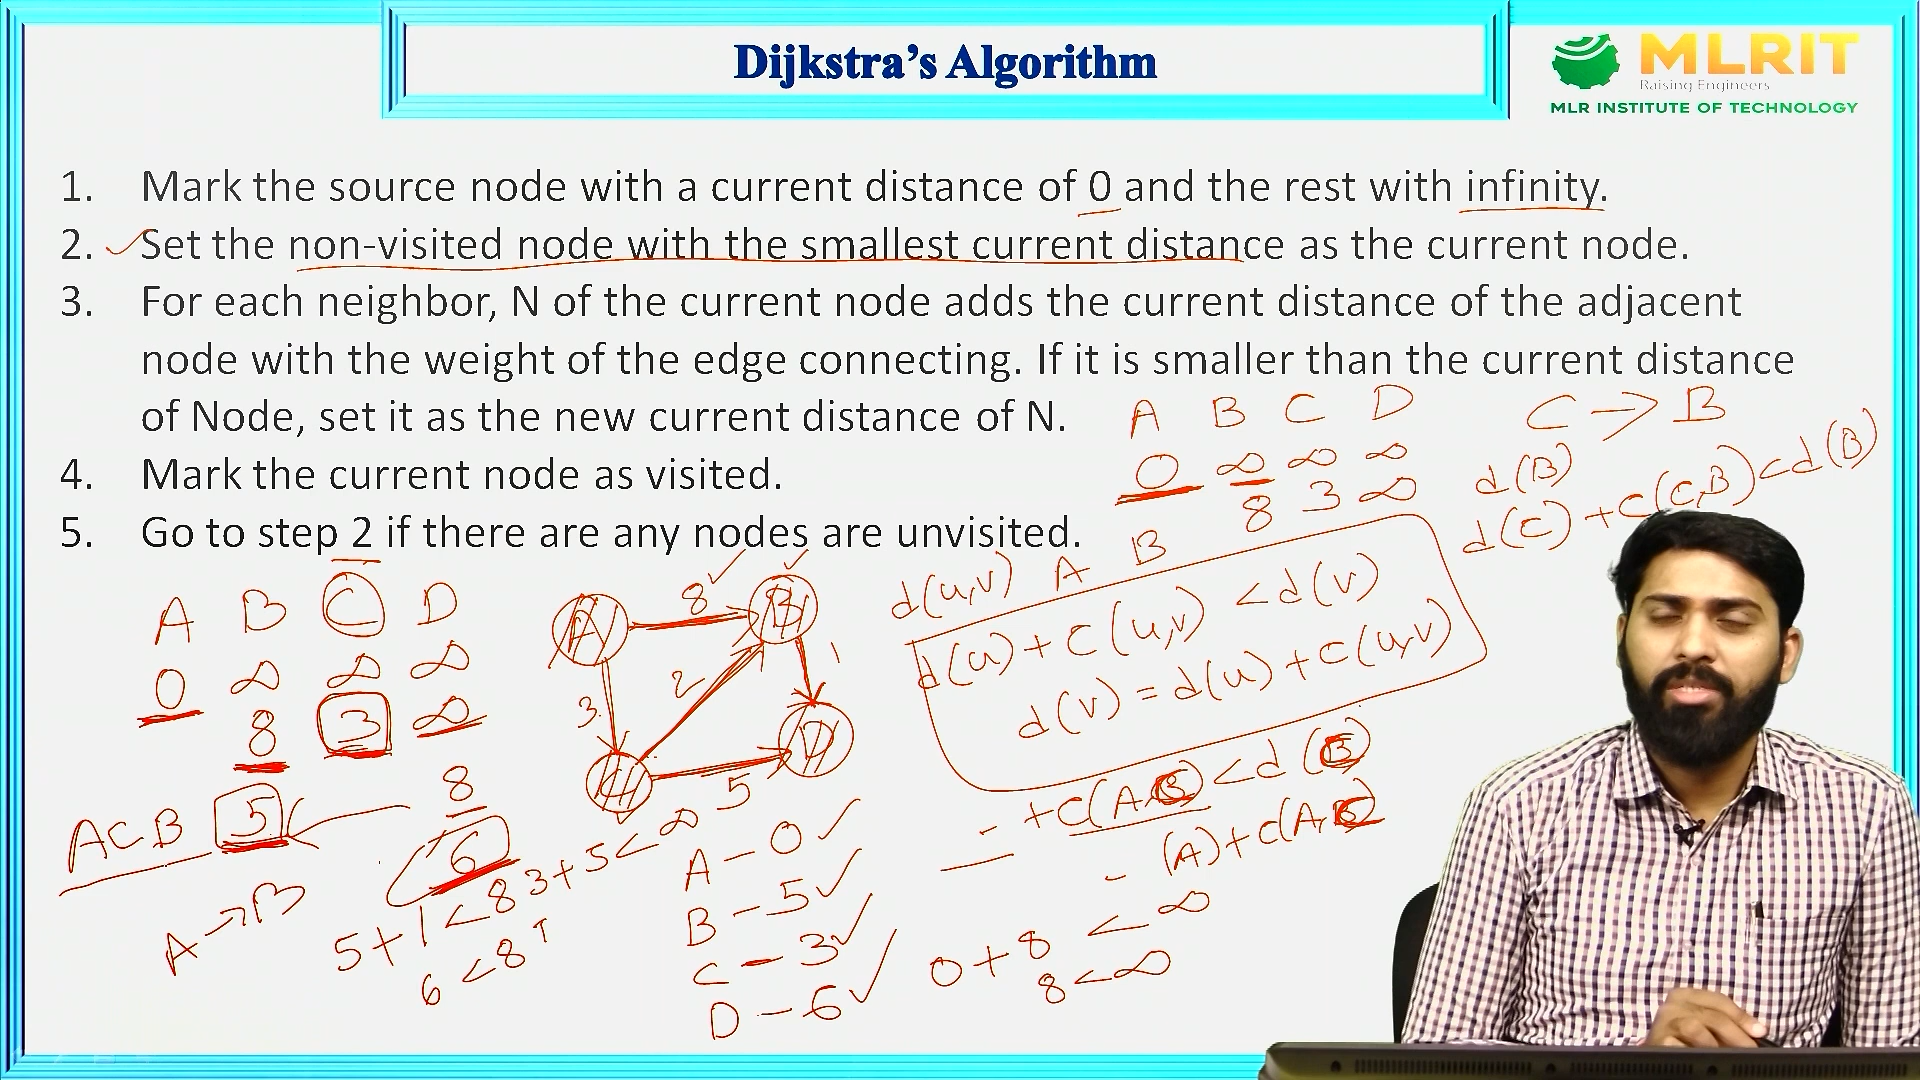 Dijkstra's Algorithm
MLRIT
Raising Engineers
MLR INSTITUTE OF TECHNOLOGY
1. Mark the source node with a current distance of 0 and the rest with infinity.
2. Set the non-visited node with the smallest current distance as the current node.
3. For each neighbor, N of the current node adds the current distance of the adjacent
node with the weight of the edge connecting. If it is smaller than the current distance
of Node, set it as the new current distance of N.
4. Mark the current node as visited.
5. Go to step 2 if there are any nodes are unvisited.
A B C D
0 ∞ ∞ ∞
8 3 ∞
C → B
d(B)
d(C) + C(C,B) < d(B)
A B C D
0 ∞ ∞ ∞
8 3 ∞
ACB 5
8
6
A → B
3+5 < ∞
5+1 < 8
6 < 8
A 8 B
3 2 1
C 5 D
A - 0
B - 5
C - 3
D - 6
d(u,v) A B
d(u) + C(u,v) < d(v)
d(v) = d(u) + C(u,v)
+C(A,B) < d(B)
(A) + C(A,
0 + 8 < ∞
8 < ∞